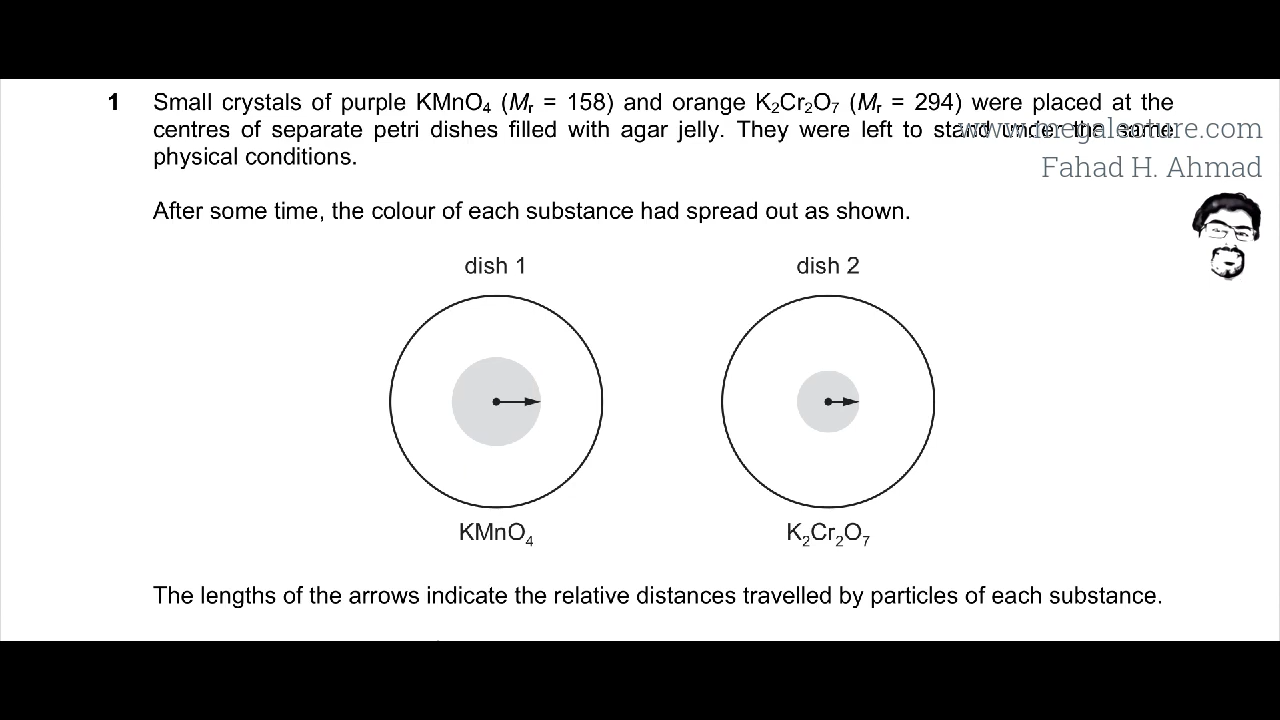 1 Small crystals of purple KMnO₄ (Mᵣ = 158) and orange K₂Cr₂O₇ (Mᵣ = 294) were placed at the
centres of separate petri dishes filled with agar jelly. They were left to stand under the same
www.megalecture.com
physical conditions.
Fahad H. Ahmad
After some time, the colour of each substance had spread out as shown.
dish 1
dish 2
KMnO₄
K₂Cr₂O₇
The lengths of the arrows indicate the relative distances travelled by particles of each substance.